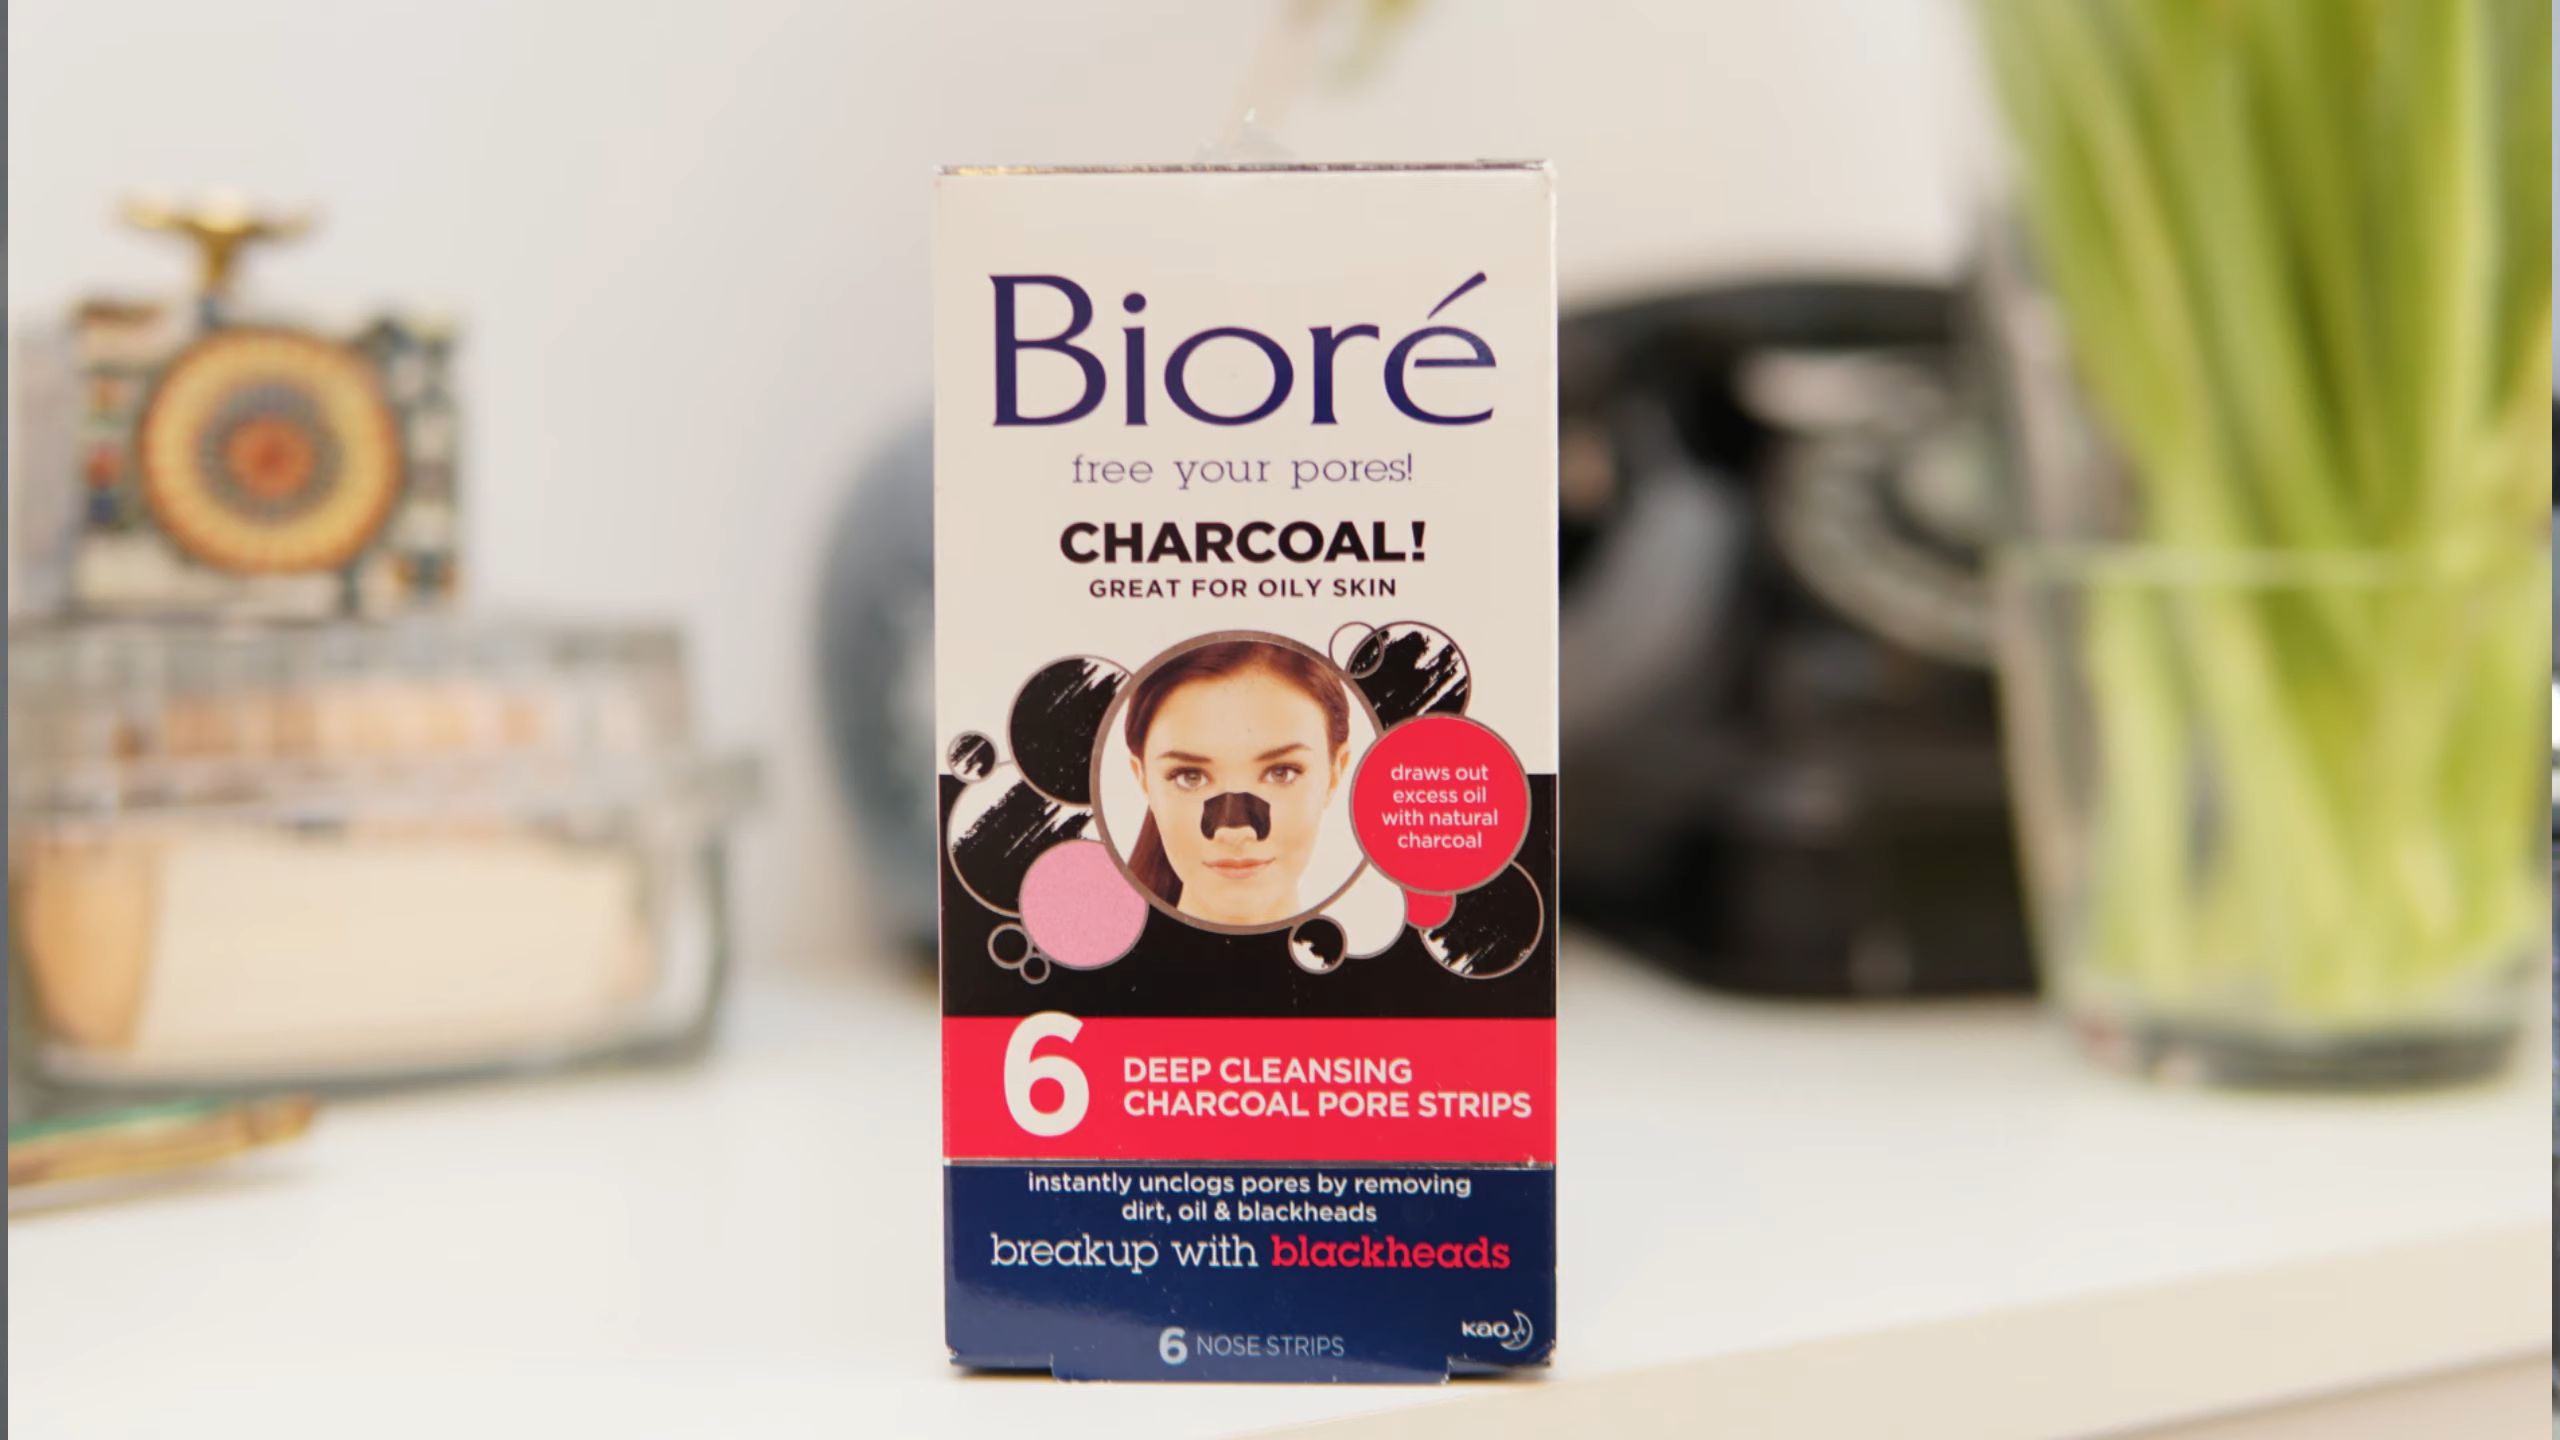 Bioré
free your pores!
CHARCOAL!
GREAT FOR OILY SKIN
draws out
excess oil
with natural
charcoal
6
DEEP CLEANSING
CHARCOAL PORE STRIPS
instantly unclogs pores by removing
dirt, oil & blackheads
breakup with blackheads
6 NOSE STRIPS
Kao